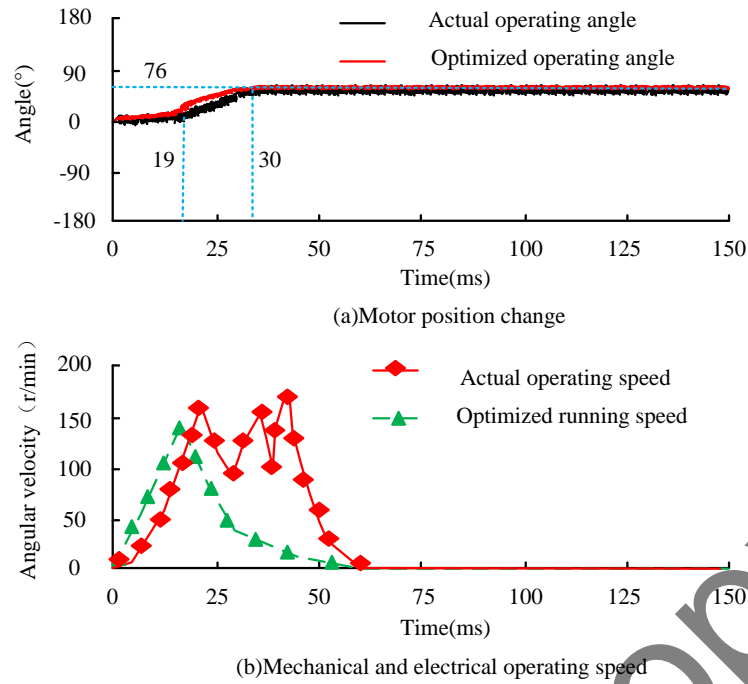 180
Actual operating angle
Optimized operating angle
90
76
Angle(°)
0
19
30
-90
-180
0
25
50
75
100
125
150
Time(ms)
(a)Motor position change
200
Actual operating speed
150
Optimized running speed
100
Angular velocity（r/min）
50
0
0
25
50
75
100
125
150
Time(ms)
(b)Mechanical and electrical operating speed